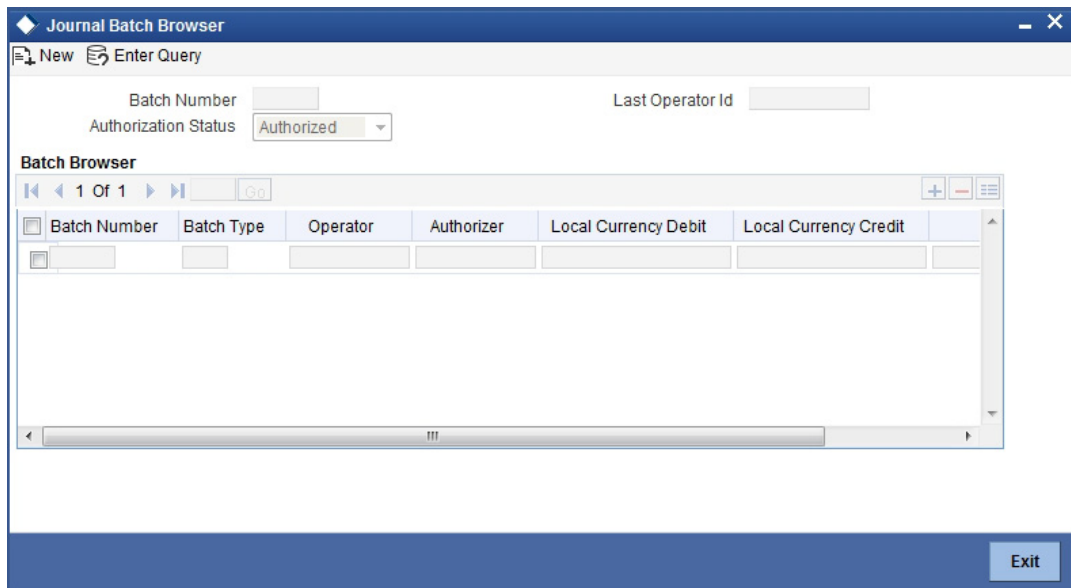 Journal Batch Browser
New Enter Query
Batch Number Last Operator Id
Authorization Status Authorized
Batch Browser
1 Of 1 Go
Batch Number Batch Type Operator Authorizer Local Currency Debit Local Currency Credit
Exit